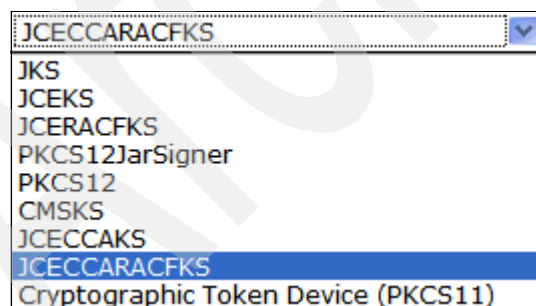 JCECCARACFKS
JKS
JCEKS
JCERACFKS
PKCS12JarSigner
PKCS12
CMSKS
JCECCAKS
JCECCARACFKS
Cryptographic Token Device (PKCS11)